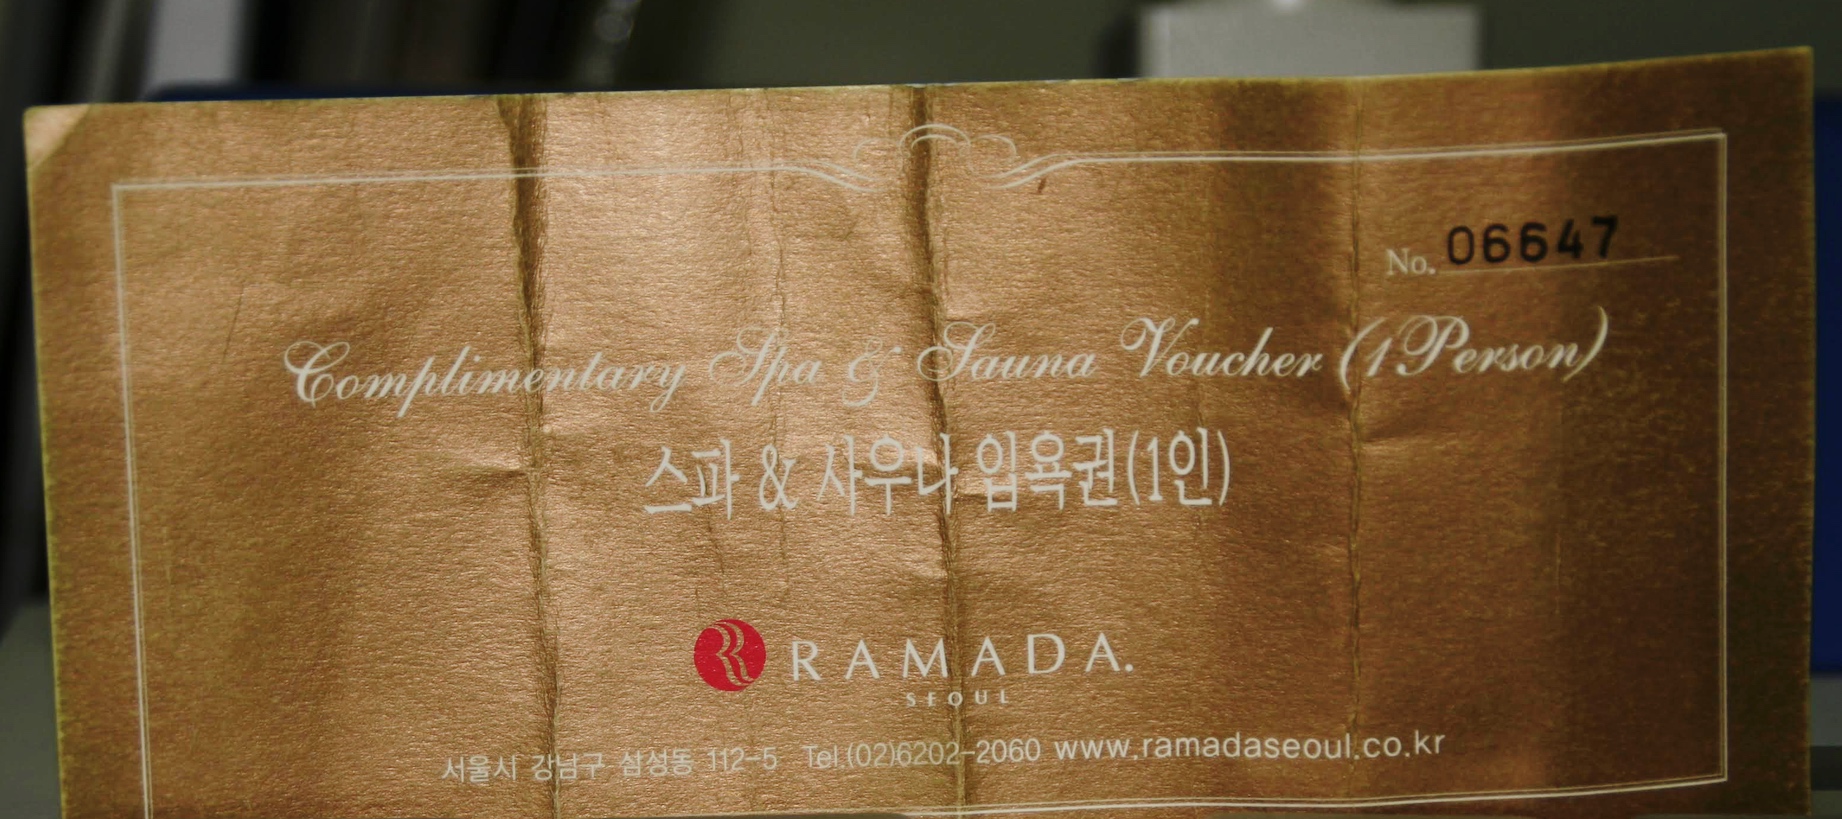 No. 06647
Complimentary Spa & Sauna Voucher (1Person)
스파 & 사우나 입욕권(1인)
RAMADA.
SEOUL
서울시 강남구 삼성동 112-5 Tel.(02)6202-2060 www.ramadaseoul.co.kr